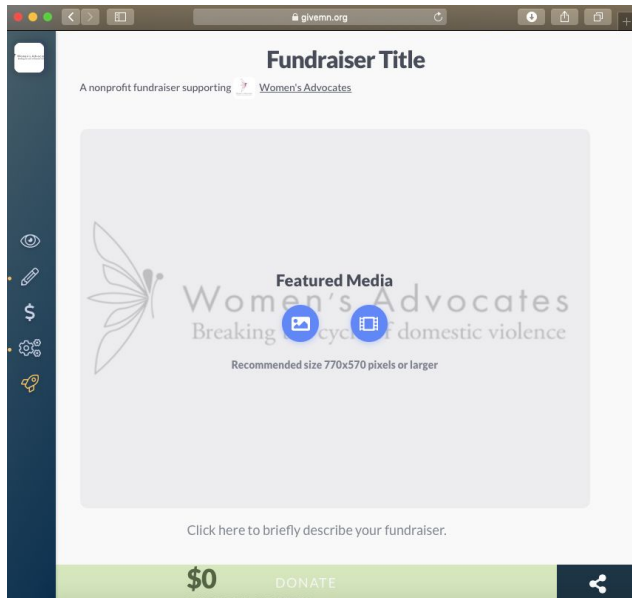 givemn.org
Fundraiser Title
A nonprofit fundraiser supporting Women's Advocates
Featured Media
Women's Advocates
Breaking cyc domestic violence
Recommended size 770x570 pixels or larger
$
Click here to briefly describe your fundraiser.
$0 DONATE